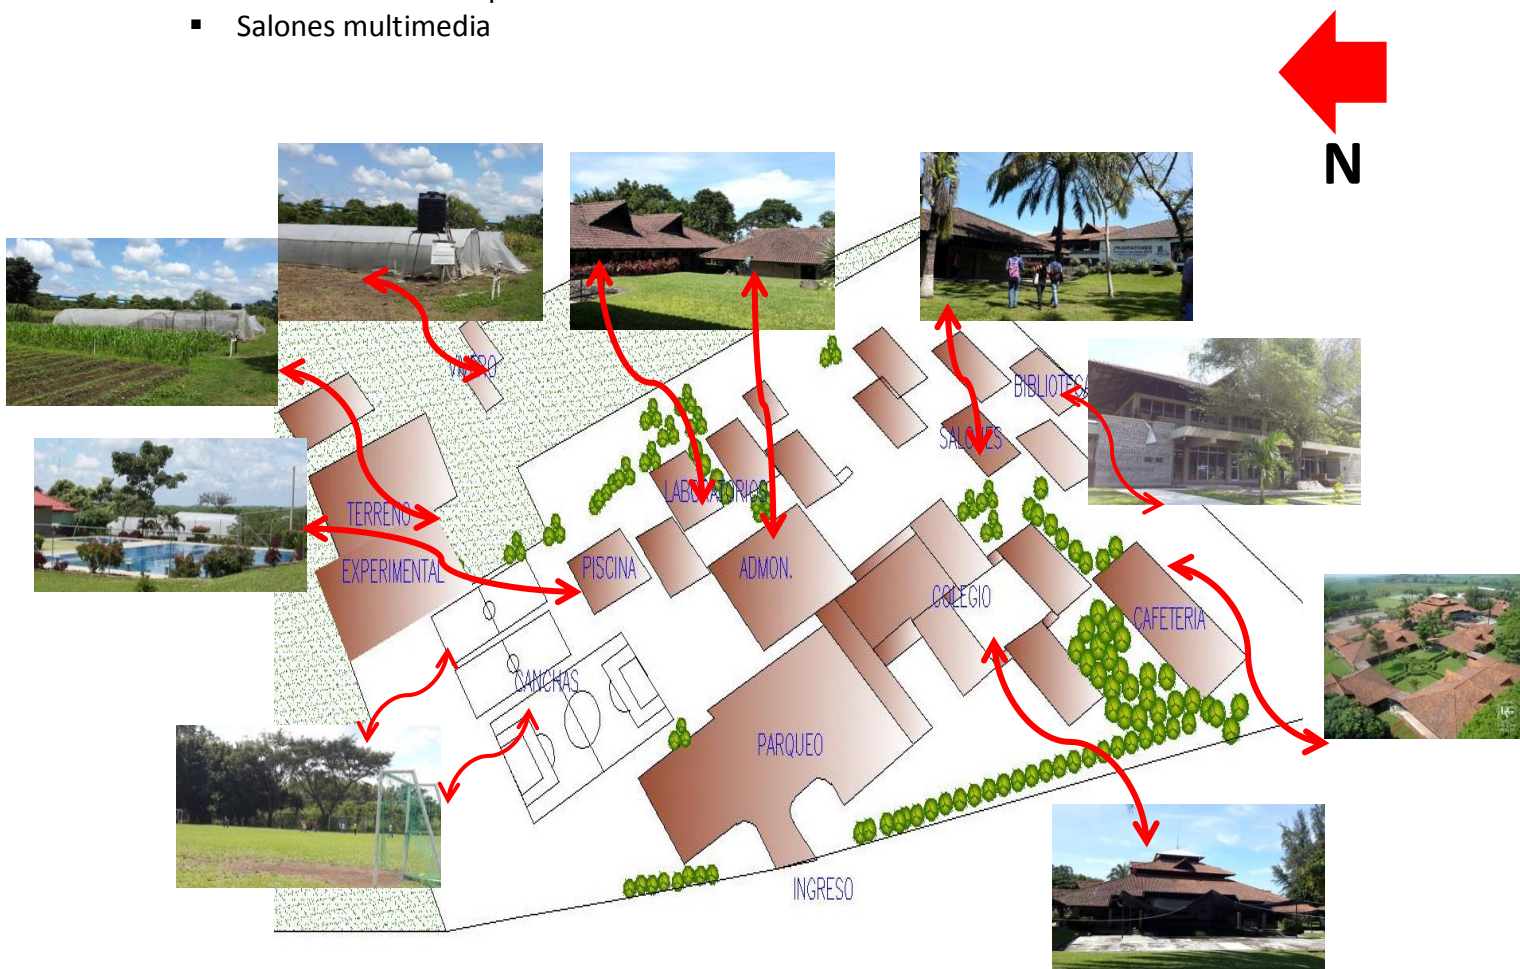 ▪ Salones multimedia
N
VIVERO
BIBLIOTECA
SALONES
LABORATORIOS
TERRENO
EXPERIMENTAL
PISCINA
ADMON.
COLEGIO
CAFETERIA
CANCHAS
PARQUEO
INGRESO